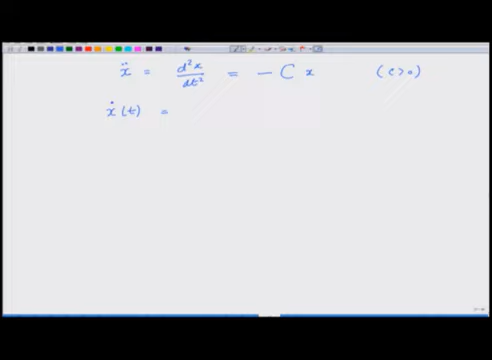 ẍ = d²x/dt² = − C x (c > 0)
ẋ(t) =